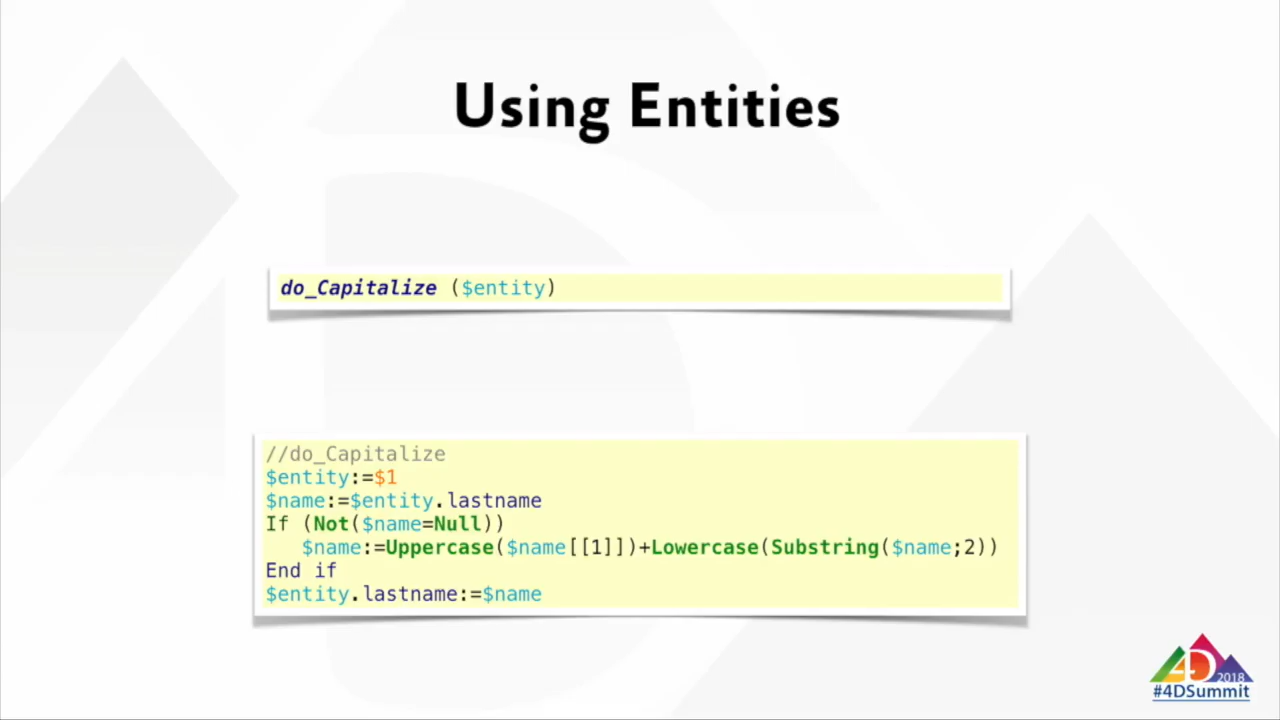 Using Entities
do_Capitalize ($entity)
//do_Capitalize
$entity:=$1
$name:=$entity.lastname
If (Not($name=Null))
$name:=Uppercase($name[[1]])+Lowercase(Substring($name;2))
End if
$entity.lastname:=$name
4D
2018
#4DSummit